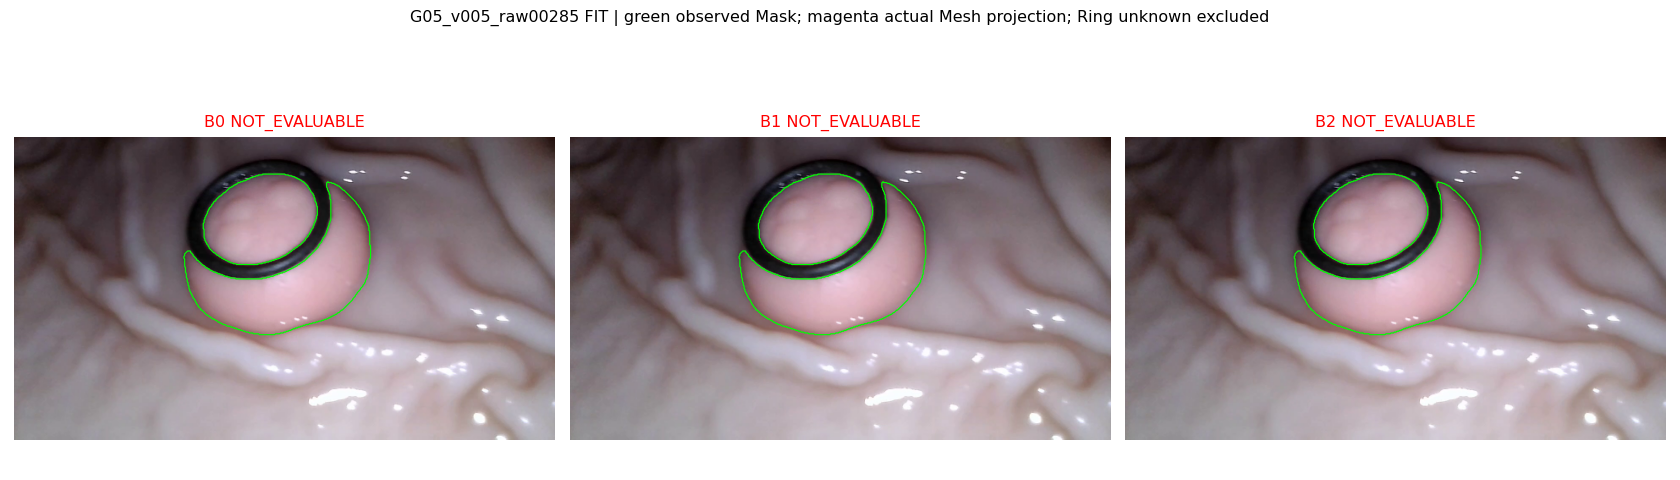 G05_v005_raw00285 FIT | green observed Mask; magenta actual Mesh projection; Ring unknown excluded
B0 NOT_EVALUABLE
B1 NOT_EVALUABLE
B2 NOT_EVALUABLE